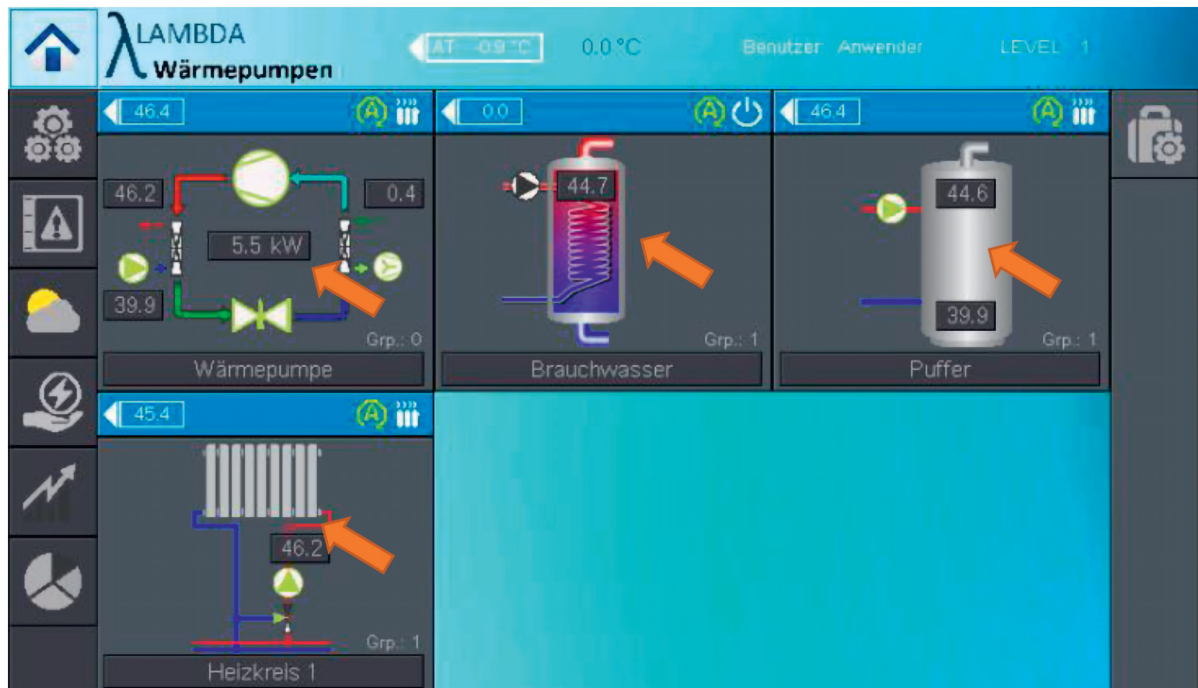 LAMBDA
Wärmepumpen
AT -0.9 °C
0.0 °C
Benutzer Anwender
LEVEL 1
46.4
0.0
46.4
46.2
0.4
5.5 kW
39.9
Grp.: 0
Wärmepumpe
44.7
Grp.: 1
Brauchwasser
44.6
39.9
Grp.: 1
Puffer
45.4
46.2
Grp.: 1
Heizkreis 1